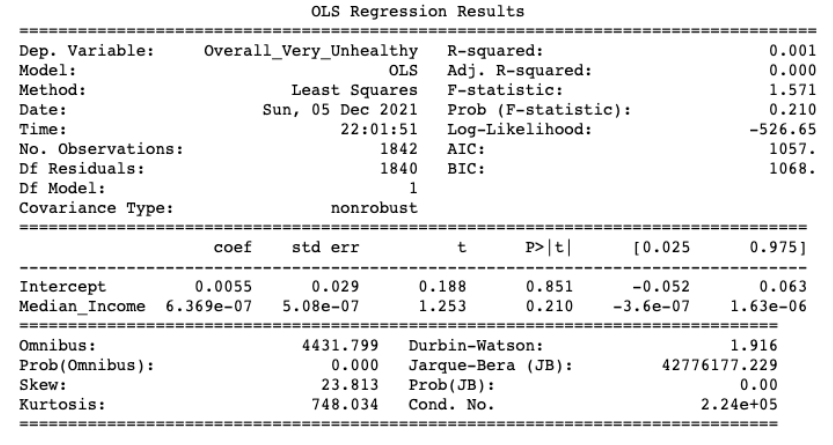 OLS Regression Results
==============================================================================
Dep. Variable: Overall_Very_Unhealthy R-squared: 0.001
Model: OLS Adj. R-squared: 0.000
Method: Least Squares F-statistic: 1.571
Date: Sun, 05 Dec 2021 Prob (F-statistic): 0.210
Time: 22:01:51 Log-Likelihood: -526.65
No. Observations: 1842 AIC: 1057.
Df Residuals: 1840 BIC: 1068.
Df Model: 1
Covariance Type: nonrobust
==============================================================================
coef std err t P>|t| [0.025 0.975]
------------------------------------------------------------------------------
Intercept 0.0055 0.029 0.188 0.851 -0.052 0.063
Median_Income 6.369e-07 5.08e-07 1.253 0.210 -3.6e-07 1.63e-06
==============================================================================
Omnibus: 4431.799 Durbin-Watson: 1.916
Prob(Omnibus): 0.000 Jarque-Bera (JB): 42776177.229
Skew: 23.813 Prob(JB): 0.00
Kurtosis: 748.034 Cond. No. 2.24e+05
==============================================================================